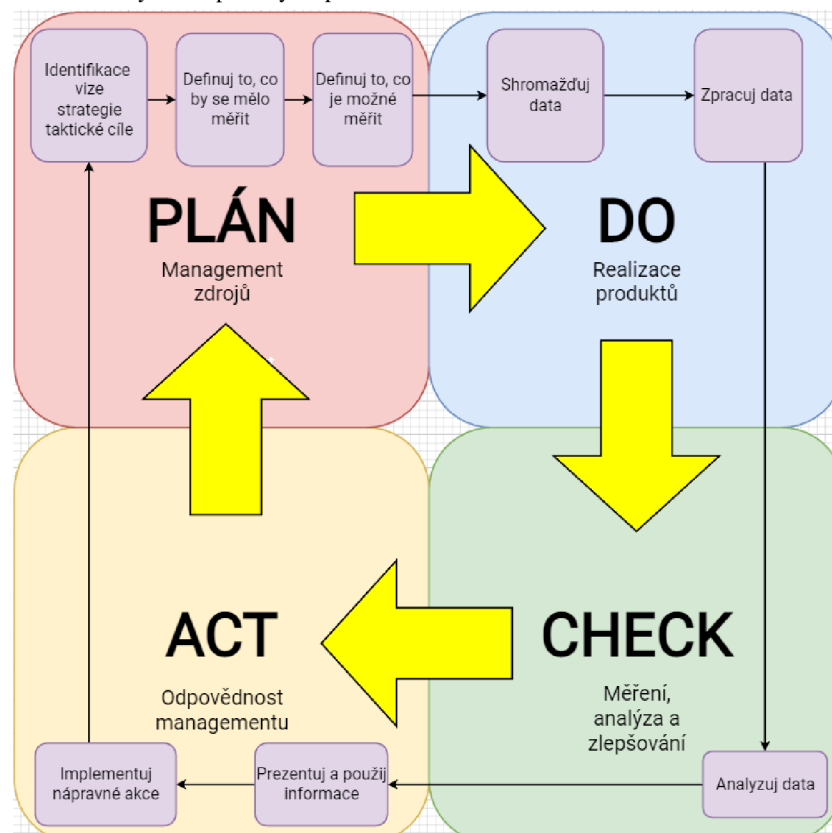 Identifikace
vize
strategie
taktické cíle
Definuj to, co
by se mělo
měřit
Definuj to, co
je možné
měřit
Shromažďuj
data
Zpracuj data
PLÁN
Management
zdrojů
DO
Realizace
produktů
ACT
Odpovědnost
managementu
CHECK
Měření,
analýza a
zlepšování
Implementuj
nápravné akce
Prezentuj a použij
informace
Analyzuj data